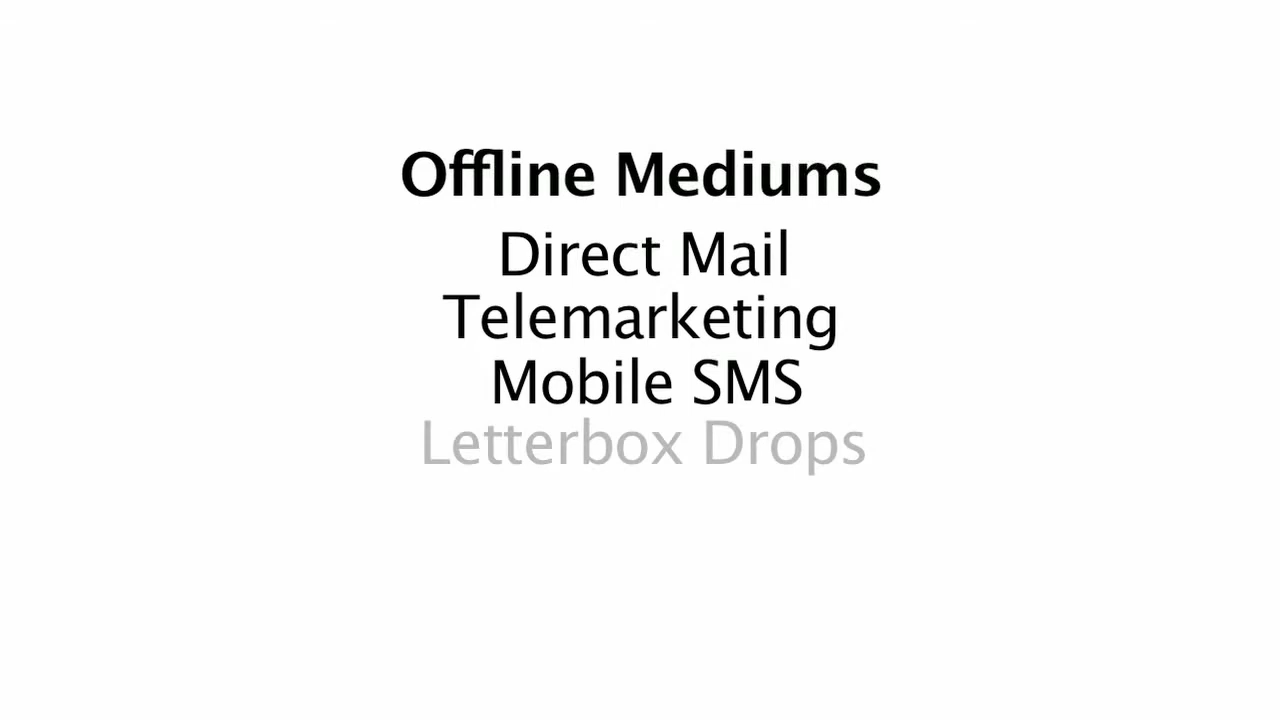 Offline Mediums
Direct Mail
Telemarketing
Mobile SMS
Letterbox Drops